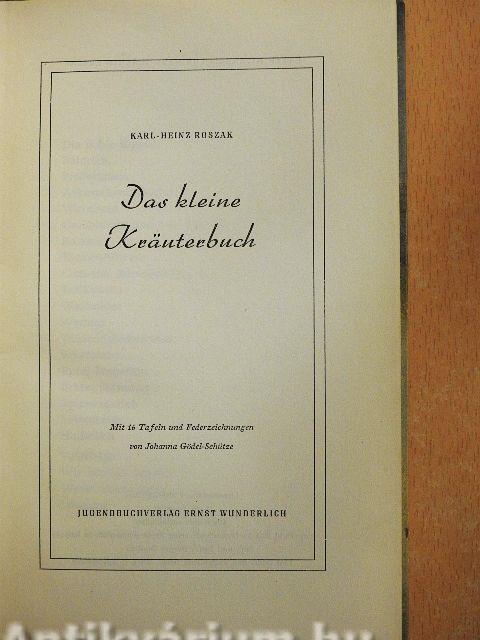 KARL-HEINZ ROSZAK
Das kleine
Kräuterbuch
Mit 16 Tafeln und Federzeichnungen
von Johanna Gödel-Schütze
JUGENDBUCHVERLAG ERNST WUNDERLICH
Antikvárium.hu